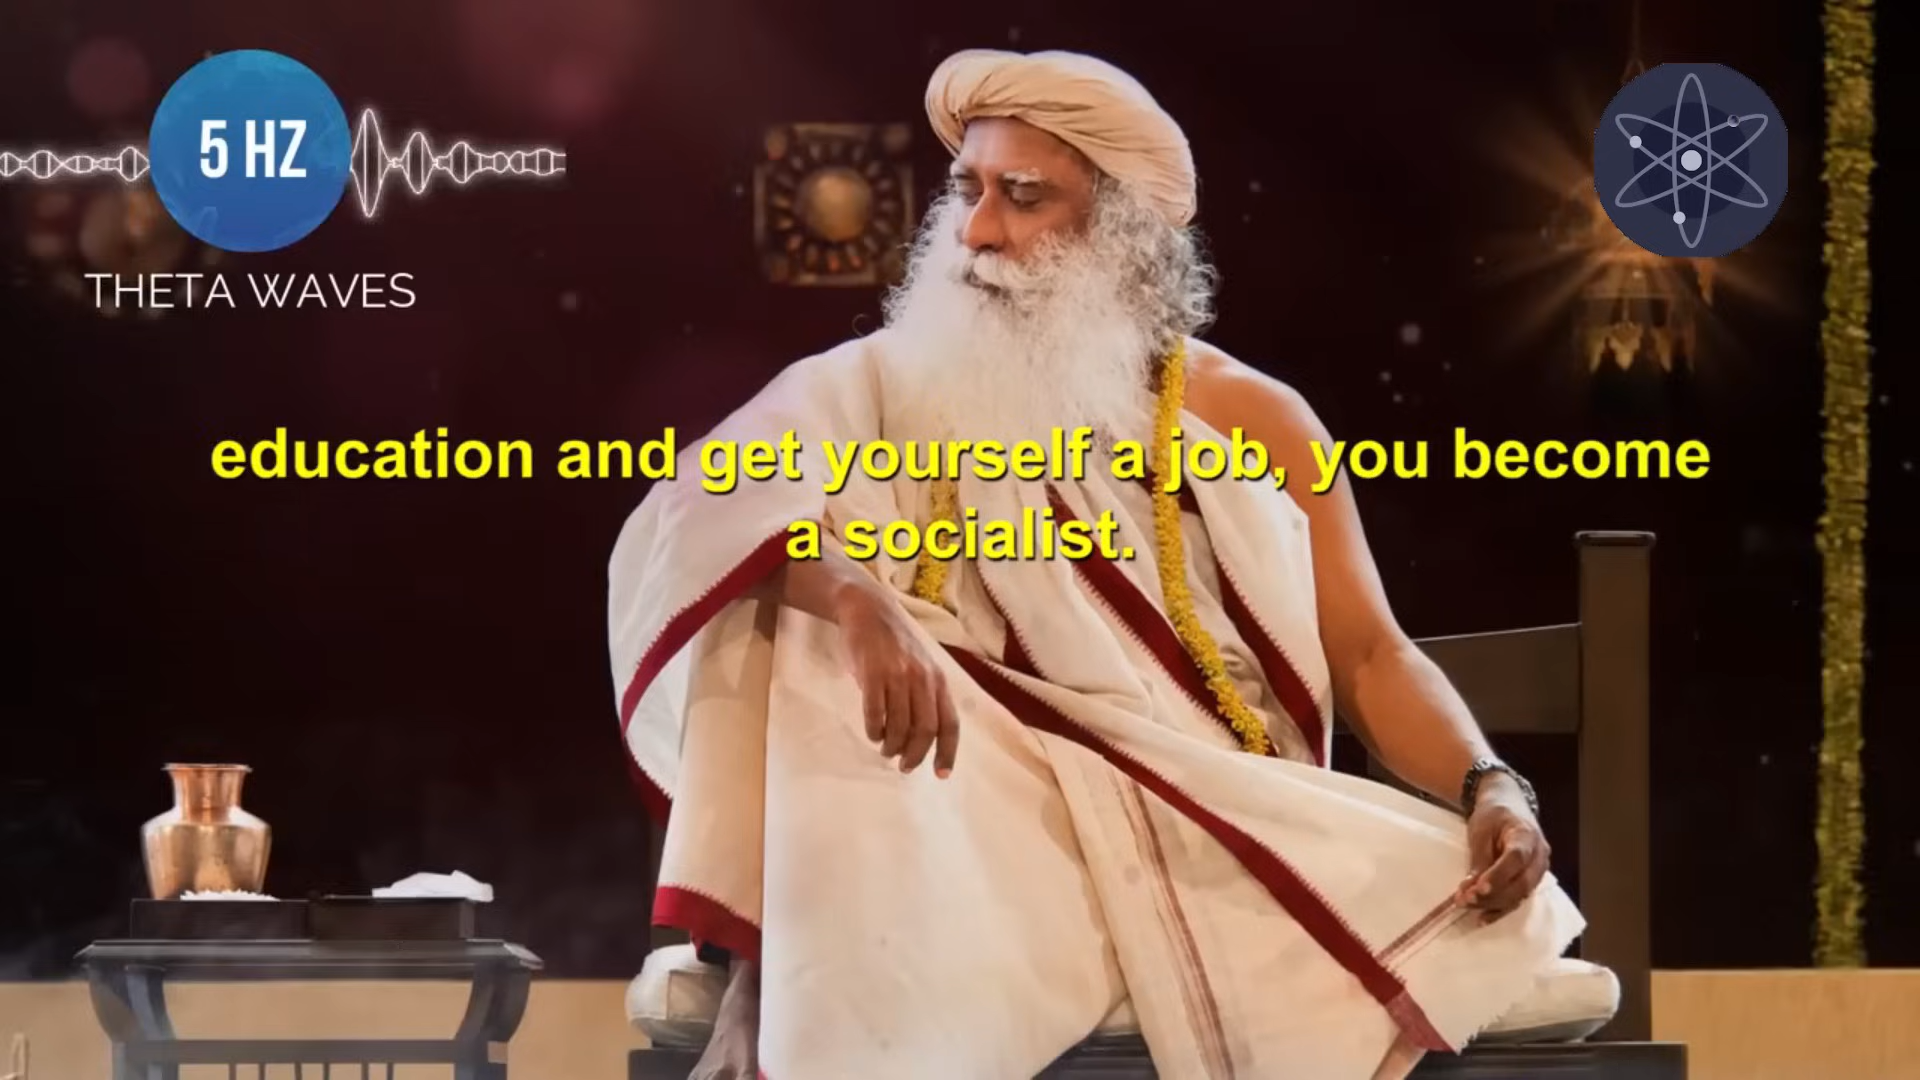 5 HZ
THETA WAVES
education and get yourself a job, you become
a socialist.